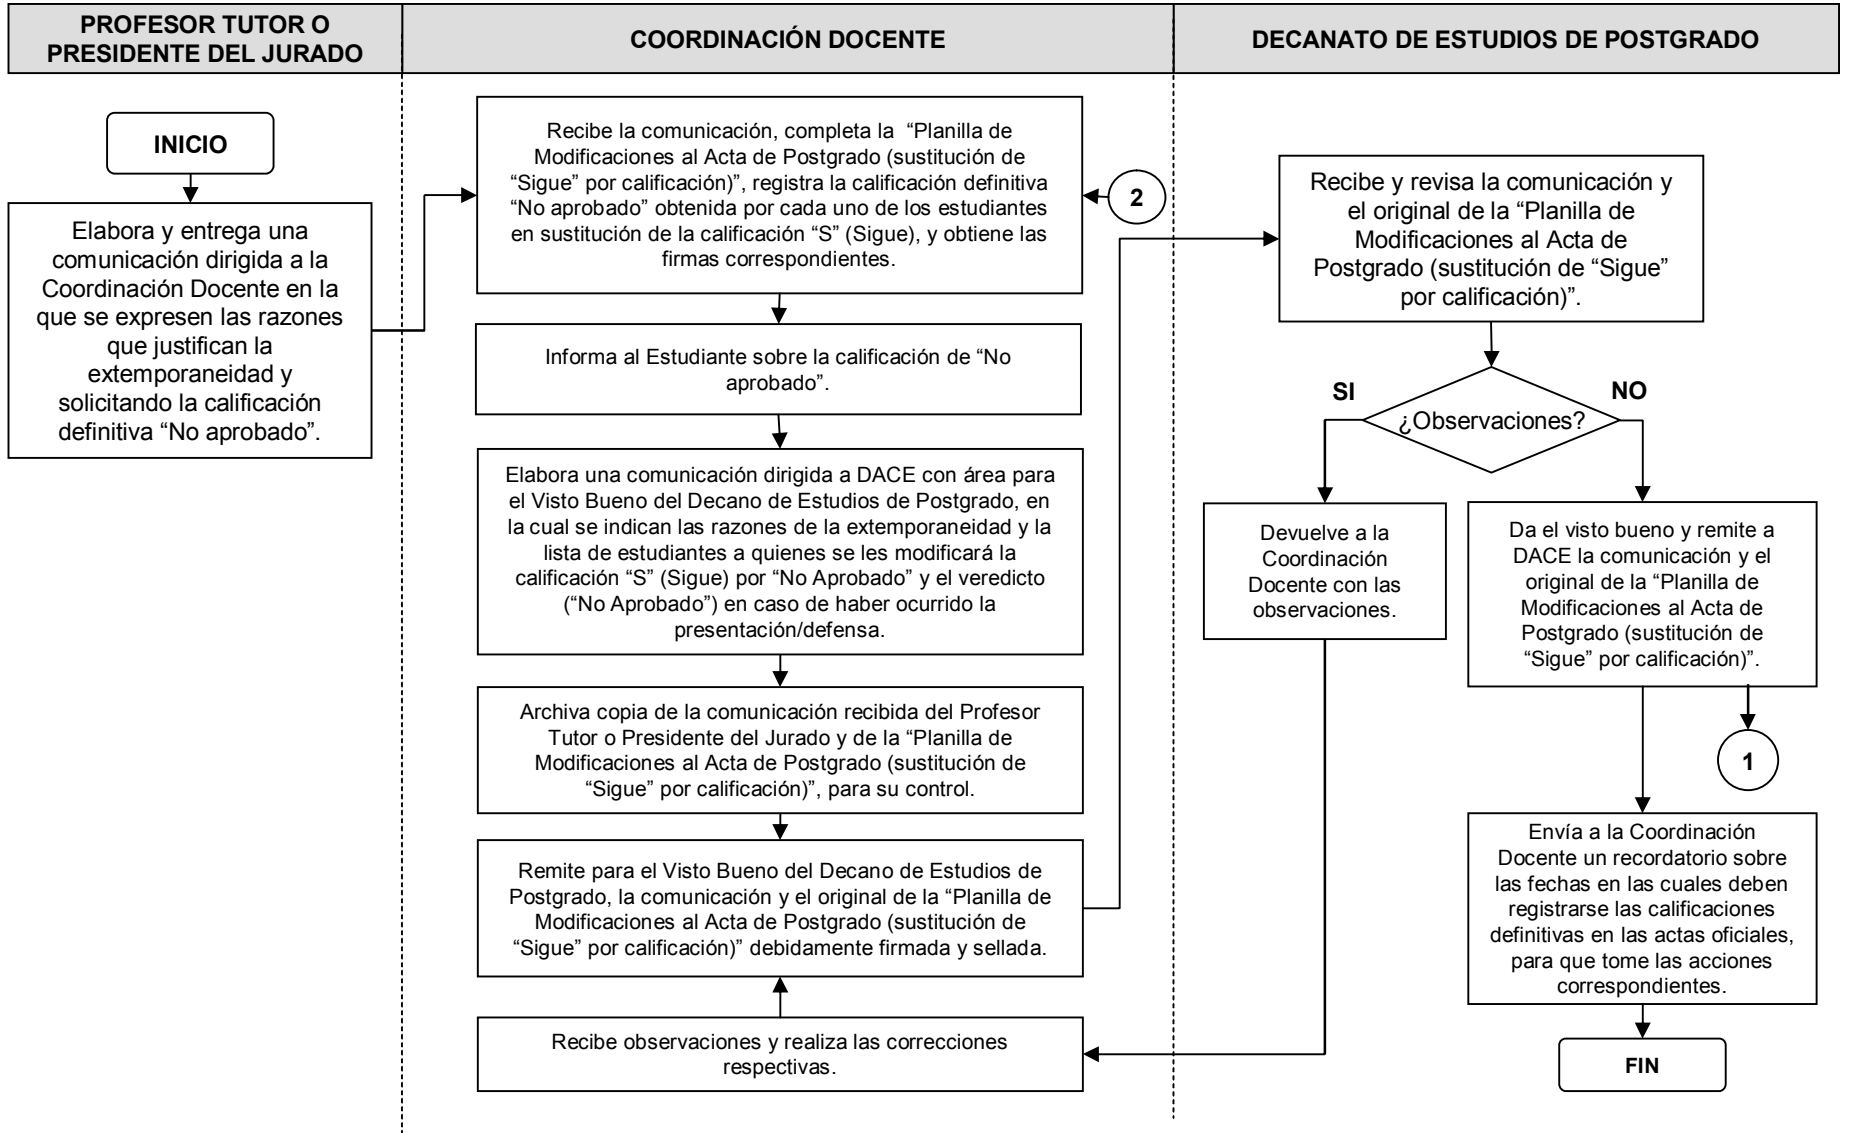 PROFESOR TUTOR O
PRESIDENTE DEL JURADO
COORDINACIÓN DOCENTE
DECANATO DE ESTUDIOS DE POSTGRADO
INICIO
Elabora y entrega una
comunicación dirigida a la
Coordinación Docente en la
que se expresen las razones
que justifican la
extemporaneidad y
solicitando la calificación
definitiva “No aprobado”.
Recibe la comunicación, completa la “Planilla de
Modificaciones al Acta de Postgrado (sustitución de
“Sigue” por calificación)”, registra la calificación definitiva
“No aprobado” obtenida por cada uno de los estudiantes
en sustitución de la calificación “S” (Sigue), y obtiene las
firmas correspondientes.
2
Informa al Estudiante sobre la calificación de “No
aprobado”.
Elabora una comunicación dirigida a DACE con área para
el Visto Bueno del Decano de Estudios de Postgrado, en
la cual se indican las razones de la extemporaneidad y la
lista de estudiantes a quienes se les modificará la
calificación “S” (Sigue) por “No Aprobado” y el veredicto
(“No Aprobado”) en caso de haber ocurrido la
presentación/defensa.
Archiva copia de la comunicación recibida del Profesor
Tutor o Presidente del Jurado y de la “Planilla de
Modificaciones al Acta de Postgrado (sustitución de
“Sigue” por calificación)”, para su control.
Remite para el Visto Bueno del Decano de Estudios de
Postgrado, la comunicación y el original de la “Planilla de
Modificaciones al Acta de Postgrado (sustitución de
“Sigue” por calificación)” debidamente firmada y sellada.
Recibe observaciones y realiza las correcciones
respectivas.
Recibe y revisa la comunicación y
el original de la “Planilla de
Modificaciones al Acta de
Postgrado (sustitución de “Sigue”
por calificación)”.
SI
NO
¿Observaciones?
Devuelve a la
Coordinación
Docente con las
observaciones.
Da el visto bueno y remite a
DACE la comunicación y el
original de la “Planilla de
Modificaciones al Acta de
Postgrado (sustitución de
“Sigue” por calificación)”.
1
Envía a la Coordinación
Docente un recordatorio sobre
las fechas en las cuales deben
registrarse las calificaciones
definitivas en las actas oficiales,
para que tome las acciones
correspondientes.
FIN